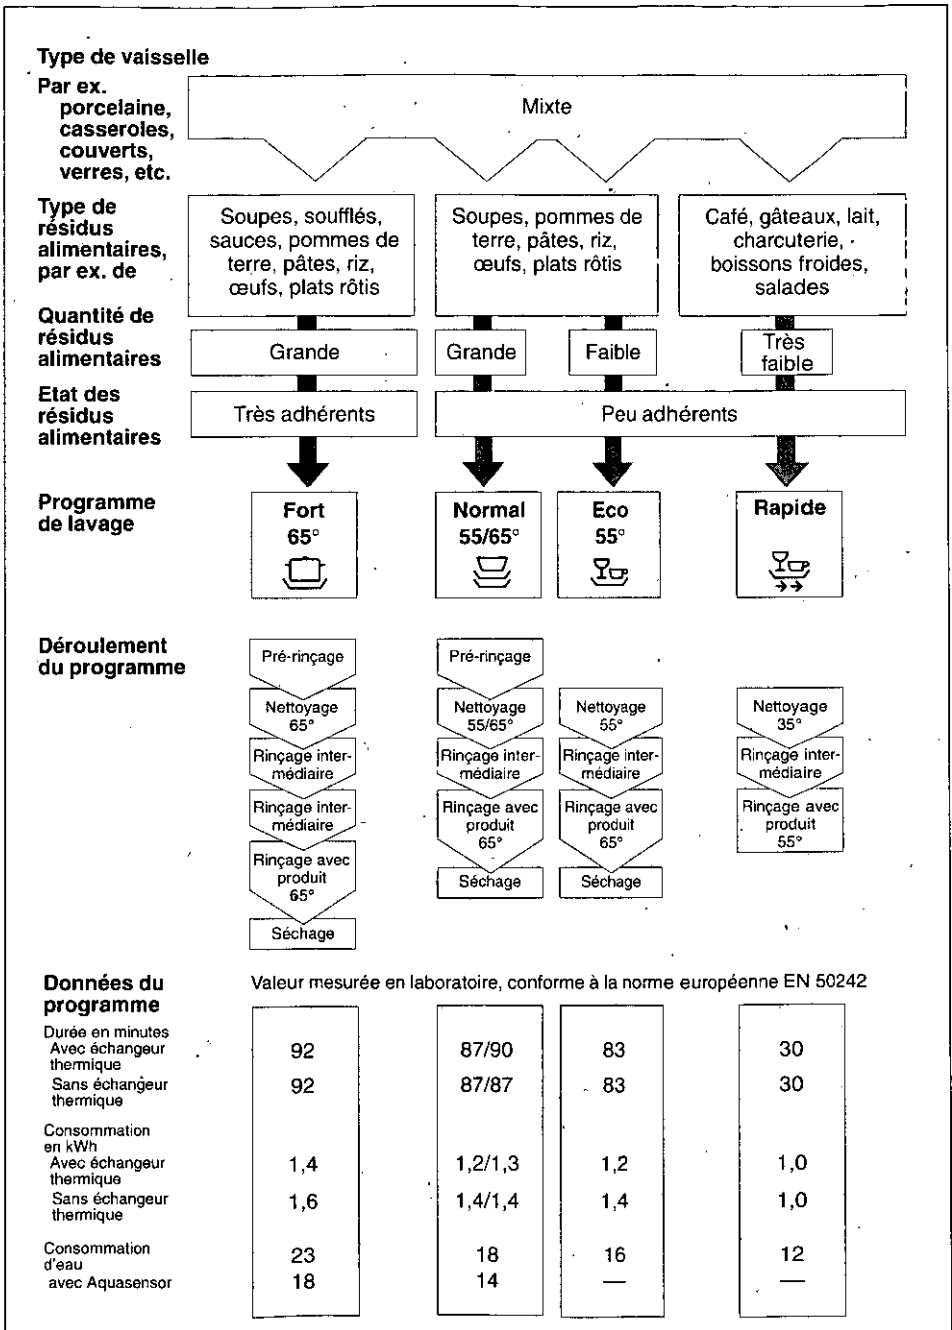 Type de vaisselle
Par ex.
porcelaine,
casseroles,
couverts,
verres, etc.
Mixte
Type de
résidus
alimentaires,
par ex. de
Soupes, soufflés,
sauces, pommes de
terre, pâtes, riz,
œufs, plats rôtis
Soupes, pommes de
terre, pâtes, riz,
œufs, plats rôtis
Café, gâteaux, lait,
charcuterie,
boissons froides,
salades
Quantité de
résidus
alimentaires
Grande
Grande
Faible
Très
faible
Etat des
résidus
alimentaires
Très adhérents
Peu adhérents
Programme
de lavage
Fort
65°
Normal
55/65°
Eco
55°
Rapide
Déroulement
du programme
Pré-rinçage
Nettoyage
65°
Rinçage inter-
médiaire
Rinçage inter-
médiaire
Rinçage avec
produit
65°
Séchage
Pré-rinçage
Nettoyage
55/65°
Rinçage inter-
médiaire
Rinçage avec
produit
65°
Séchage
Nettoyage
55°
Rinçage inter-
médiaire
Rinçage avec
produit
65°
Séchage
Nettoyage
35°
Rinçage inter-
médiaire
Rinçage avec
produit
55°
Données du
programme
Valeur mesurée en laboratoire, conforme à la norme européenne EN 50242
Durée en minutes
Avec échangeur
thermique
92 87/90 83 30
Sans échangeur
thermique
92 87/87 83 30
Consommation
en kWh
Avec échangeur
thermique
1,4 1,2/1,3 1,2 1,0
Sans échangeur
thermique
1,6 1,4/1,4 1,4 1,0
Consommation
d'eau
23 18 16 12
avec Aquasensor 18 14 — —